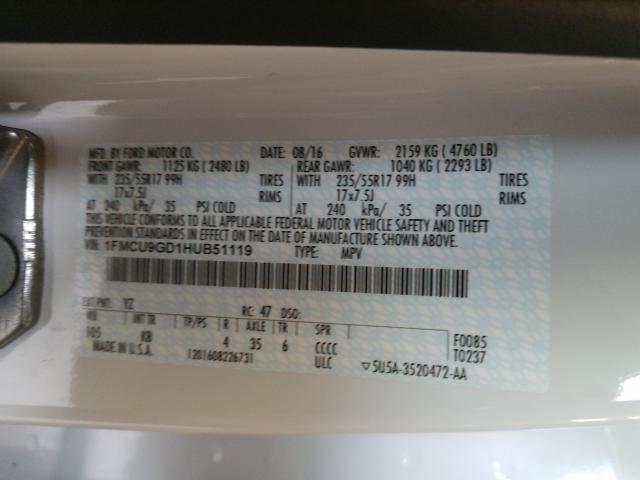 MFD. BY FORD MOTOR CO. DATE: 08/16 GVWR: 2159 KG ( 4760 LB)
FRONT GAWR: 1125 KG ( 2480 LB) REAR GAWR: 1040 KG ( 2293 LB)
WITH 235/55R17 99H TIRES WITH 235/55R17 99H TIRES
17x7.5J RIMS 17x7.5J RIMS
AT 240 kPa/ 35 PSI COLD AT 240 kPa/ 35 PSI COLD
THIS VEHICLE CONFORMS TO ALL APPLICABLE FEDERAL MOTOR VEHICLE SAFETY AND THEFT
PREVENTION STANDARDS IN EFFECT ON THE DATE OF MANUFACTURE SHOWN ABOVE.
VIN: 1FMCU9GD1HUB51119 TYPE: MPV
EXT PNT: YZ RC: 47 DSO:
WB INT TR TP/PS R AXLE TR SPR F0085
105 KB 4 35 6 CCCC T0237
MADE IN U.S.A. 1201608226731 ULC ▽5U5A-3520472-AA